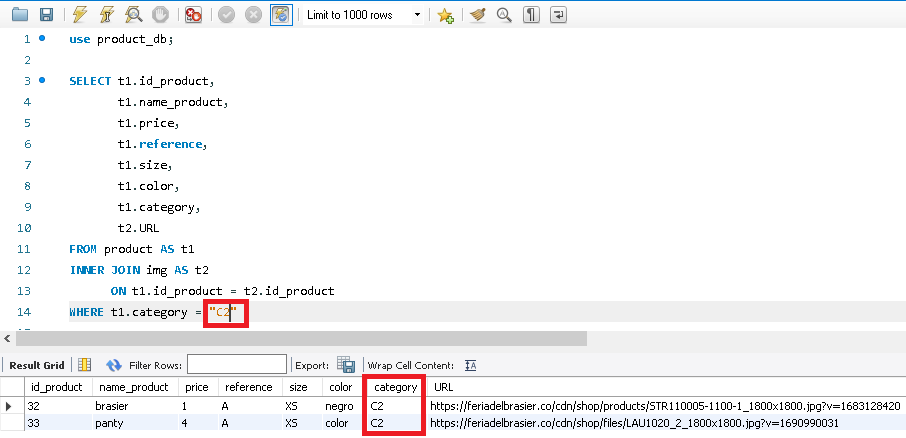 Limit to 1000 rows
1 use product_db;
2
3 SELECT t1.id_product,
4 t1.name_product,
5 t1.price,
6 t1.reference,
7 t1.size,
8 t1.color,
9 t1.category,
10 t2.URL
11 FROM product AS t1
12 INNER JOIN img AS t2
13 ON t1.id_product = t2.id_product
14 WHERE t1.category = "C2"
Result Grid Filter Rows: Export: Wrap Cell Content: IA
id_product name_product price reference size color category URL
32 brasier 1 A XS negro C2 https://feriadelbrasier.co/cdn/shop/products/STR110005-1100-1_1800x1800.jpg?v=1683128420
33 panty 4 A XS color C2 https://feriadelbrasier.co/cdn/shop/files/LAU1020_2_1800x1800.jpg?v=1690990031